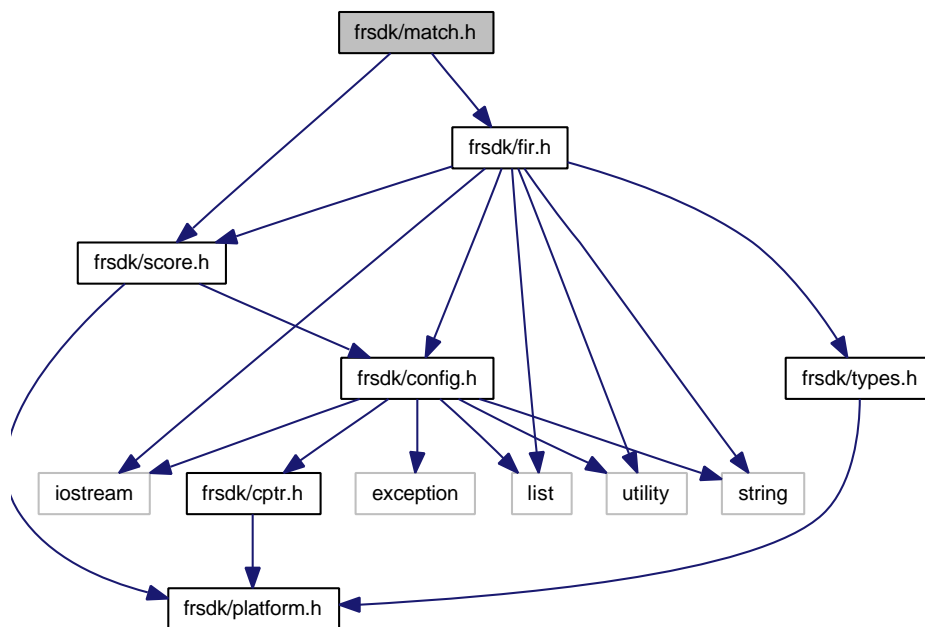 frsdk/match.h
frsdk/fir.h
frsdk/score.h
frsdk/config.h
frsdk/types.h
iostream
frsdk/cptr.h
exception
list
utility
string
frsdk/platform.h